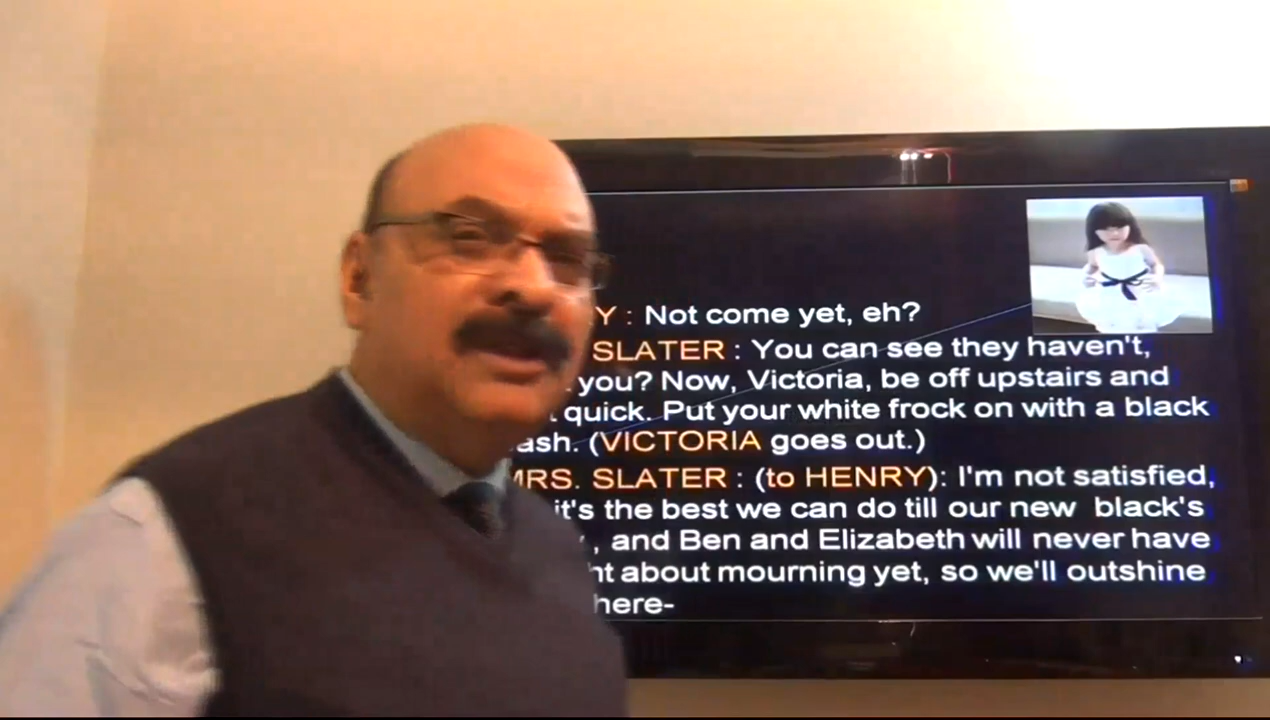 Y : Not come yet, eh?
SLATER : You can see they haven't,
you? Now, Victoria, be off upstairs and
quick. Put your white frock on with a black
ash. (VICTORIA goes out.)
MRS. SLATER : (to HENRY): I'm not satisfied,
it's the best we can do till our new black's
, and Ben and Elizabeth will never have
ht about mourning yet, so we'll outshine
here-